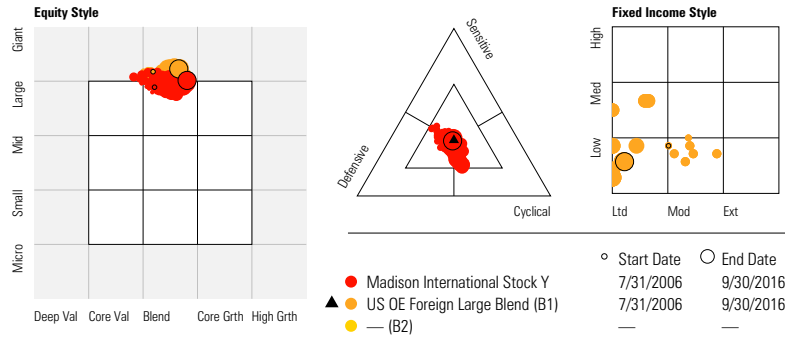 Equity Style
Giant
Large
Mid
Small
Micro
Deep Val Core Val Blend Core Grth High Grth
Sensitive
Defensive
Cyclical
Fixed Income Style
High
Med
Low
Ltd Mod Ext
Start Date End Date
Madison International Stock Y 7/31/2006 9/30/2016
US OE Foreign Large Blend (B1) 7/31/2006 9/30/2016
— (B2) — —